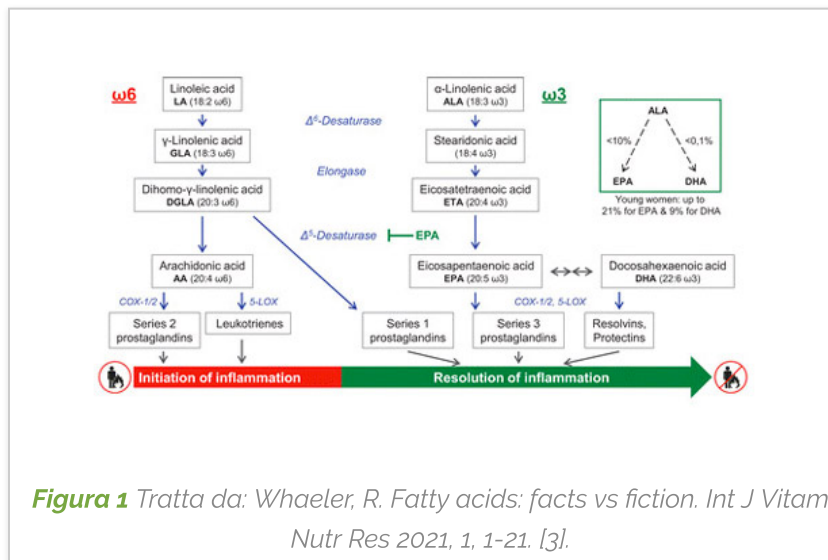 ω6
Linoleic acid
LA (18:2 ω6)
α-Linolenic acid
ALA (18:3 ω3)
ω3
Δ⁶-Desaturase
γ-Linolenic acid
GLA (18:3 ω6)
Stearidonic acid
(18:4 ω3)
Elongase
Dihomo-γ-linolenic acid
DGLA (20:3 ω6)
Eicosatetraenoic acid
ETA (20:4 ω3)
ALA
<10%
<0,1%
EPA
DHA
Young women: up to
21% for EPA & 9% for DHA
Δ⁵-Desaturase
EPA
Arachidonic acid
AA (20:4 ω6)
Eicosapentaenoic acid
EPA (20:5 ω3)
Docosahexaenoic acid
DHA (22:6 ω3)
COX-1/2
5-LOX
COX-1/2, 5-LOX
Series 2
prostaglandins
Leukotrienes
Series 1
prostaglandins
Series 3
prostaglandins
Resolvins,
Protectins
Initiation of inflammation
Resolution of inflammation
Figura 1 Tratta da: Whaeler, R. Fatty acids: facts vs fiction. Int J Vitam
Nutr Res 2021, 1, 1-21. [3].